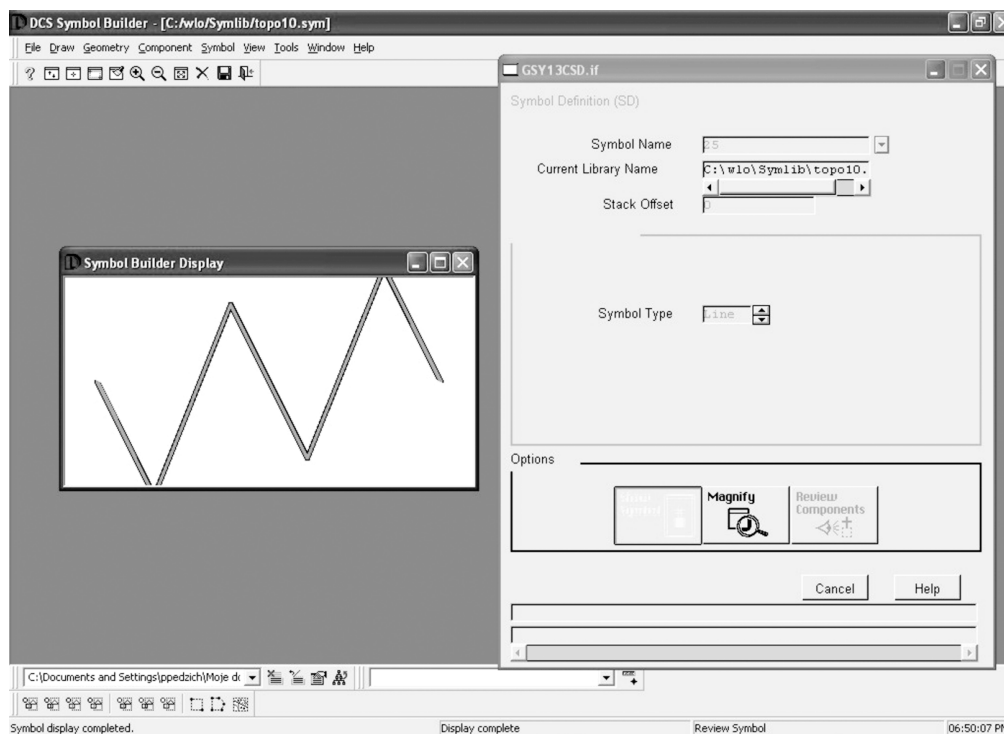 DCS Symbol Builder - [C:/wlo/Symlib/topo10.sym]
File Draw Geometry Component Symbol View Tools Window Help
GSY13CSD.if
Symbol Definition (SD)
Symbol Name 25
Current Library Name C:\wlo\Symlib\topo10.
Stack Offset 0
Symbol Builder Display
Symbol Type Line
Options
Magnify
Review Components
Cancel Help
C:\Documents and Settings\ppedzich\Moje do
Symbol display completed. Display complete Review Symbol 06:50:07 PM